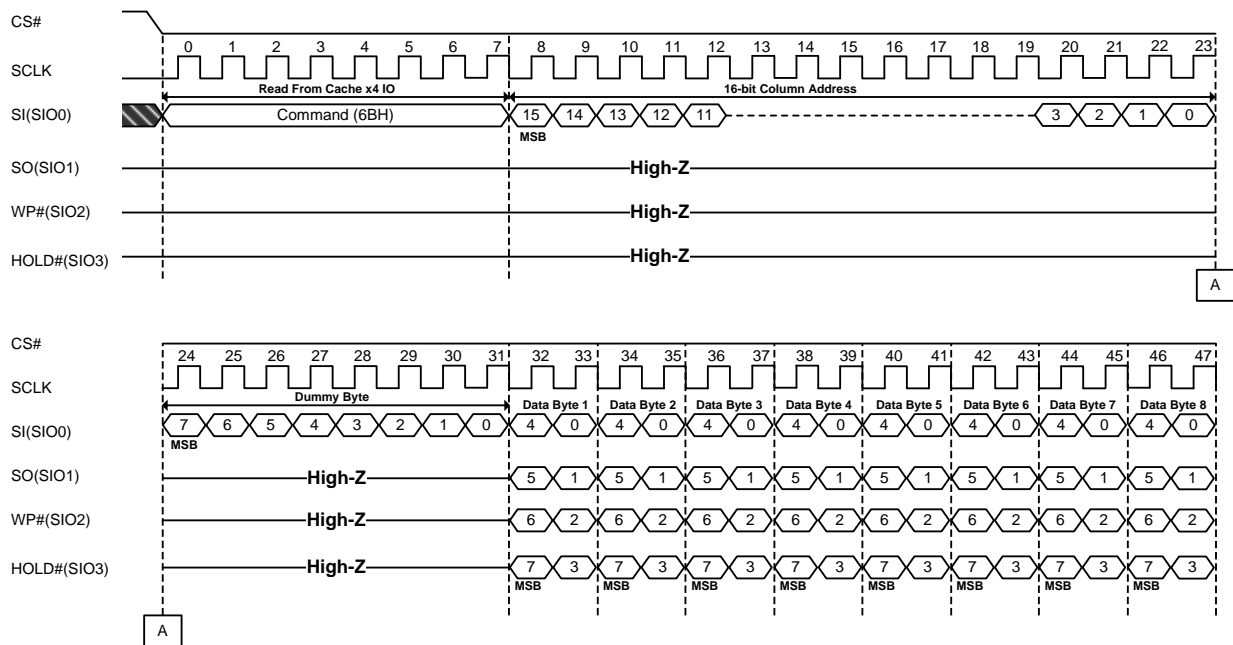 CS#
0 1 2 3 4 5 6 7 8 9 10 11 12 13 14 15 16 17 18 19 20 21 22 23
SCLK
Read From Cache x4 IO 16-bit Column Address
SI(SIO0) Command (6BH) 15 14 13 12 11 3 2 1 0
MSB
SO(SIO1) High-Z
WP#(SIO2) High-Z
HOLD#(SIO3) High-Z
A
CS#
24 25 26 27 28 29 30 31 32 33 34 35 36 37 38 39 40 41 42 43 44 45 46 47
SCLK
Dummy Byte Data Byte 1 Data Byte 2 Data Byte 3 Data Byte 4 Data Byte 5 Data Byte 6 Data Byte 7 Data Byte 8
SI(SIO0) 7 6 5 4 3 2 1 0 4 0 4 0 4 0 4 0 4 0 4 0 4 0 4 0
MSB
SO(SIO1) High-Z 5 1 5 1 5 1 5 1 5 1 5 1 5 1 5 1
WP#(SIO2) High-Z 6 2 6 2 6 2 6 2 6 2 6 2 6 2 6 2
HOLD#(SIO3) High-Z 7 3 7 3 7 3 7 3 7 3 7 3 7 3 7 3
MSB MSB MSB MSB MSB MSB MSB MSB
A